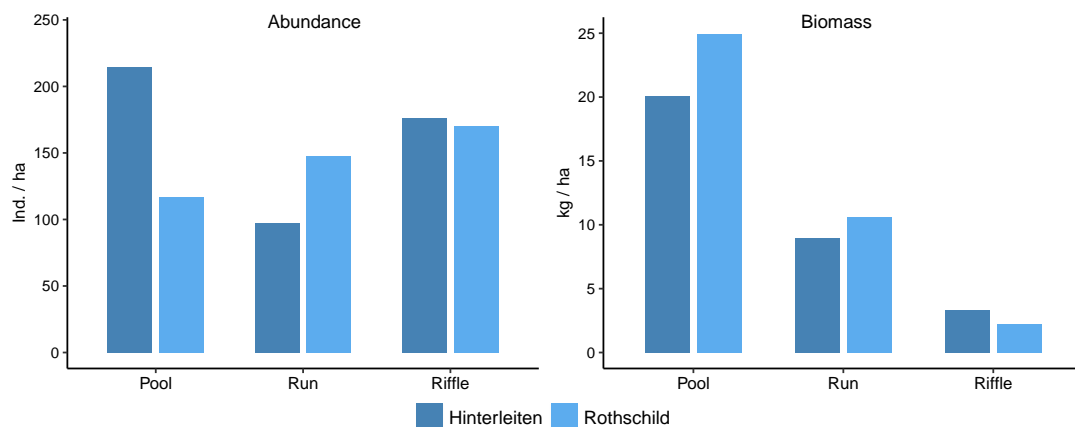 Abundance
Ind. / ha
250
200
150
100
50
0
Pool Run Riffle
Biomass
kg / ha
25
20
15
10
5
0
Pool Run Riffle
Hinterleiten Rothschild